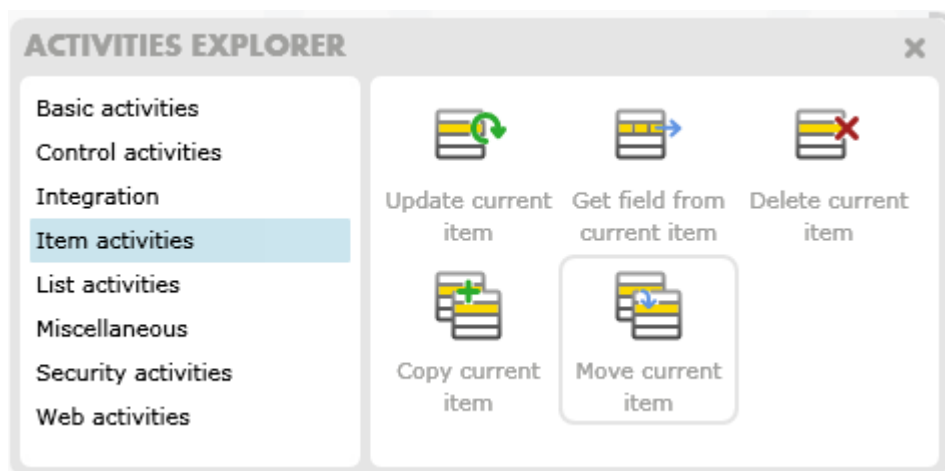 ACTIVITIES EXPLORER
Basic activities
Control activities
Integration
Item activities
List activities
Miscellaneous
Security activities
Web activities
Update current
item
Get field from
current item
Delete current
item
Copy current
item
Move current
item